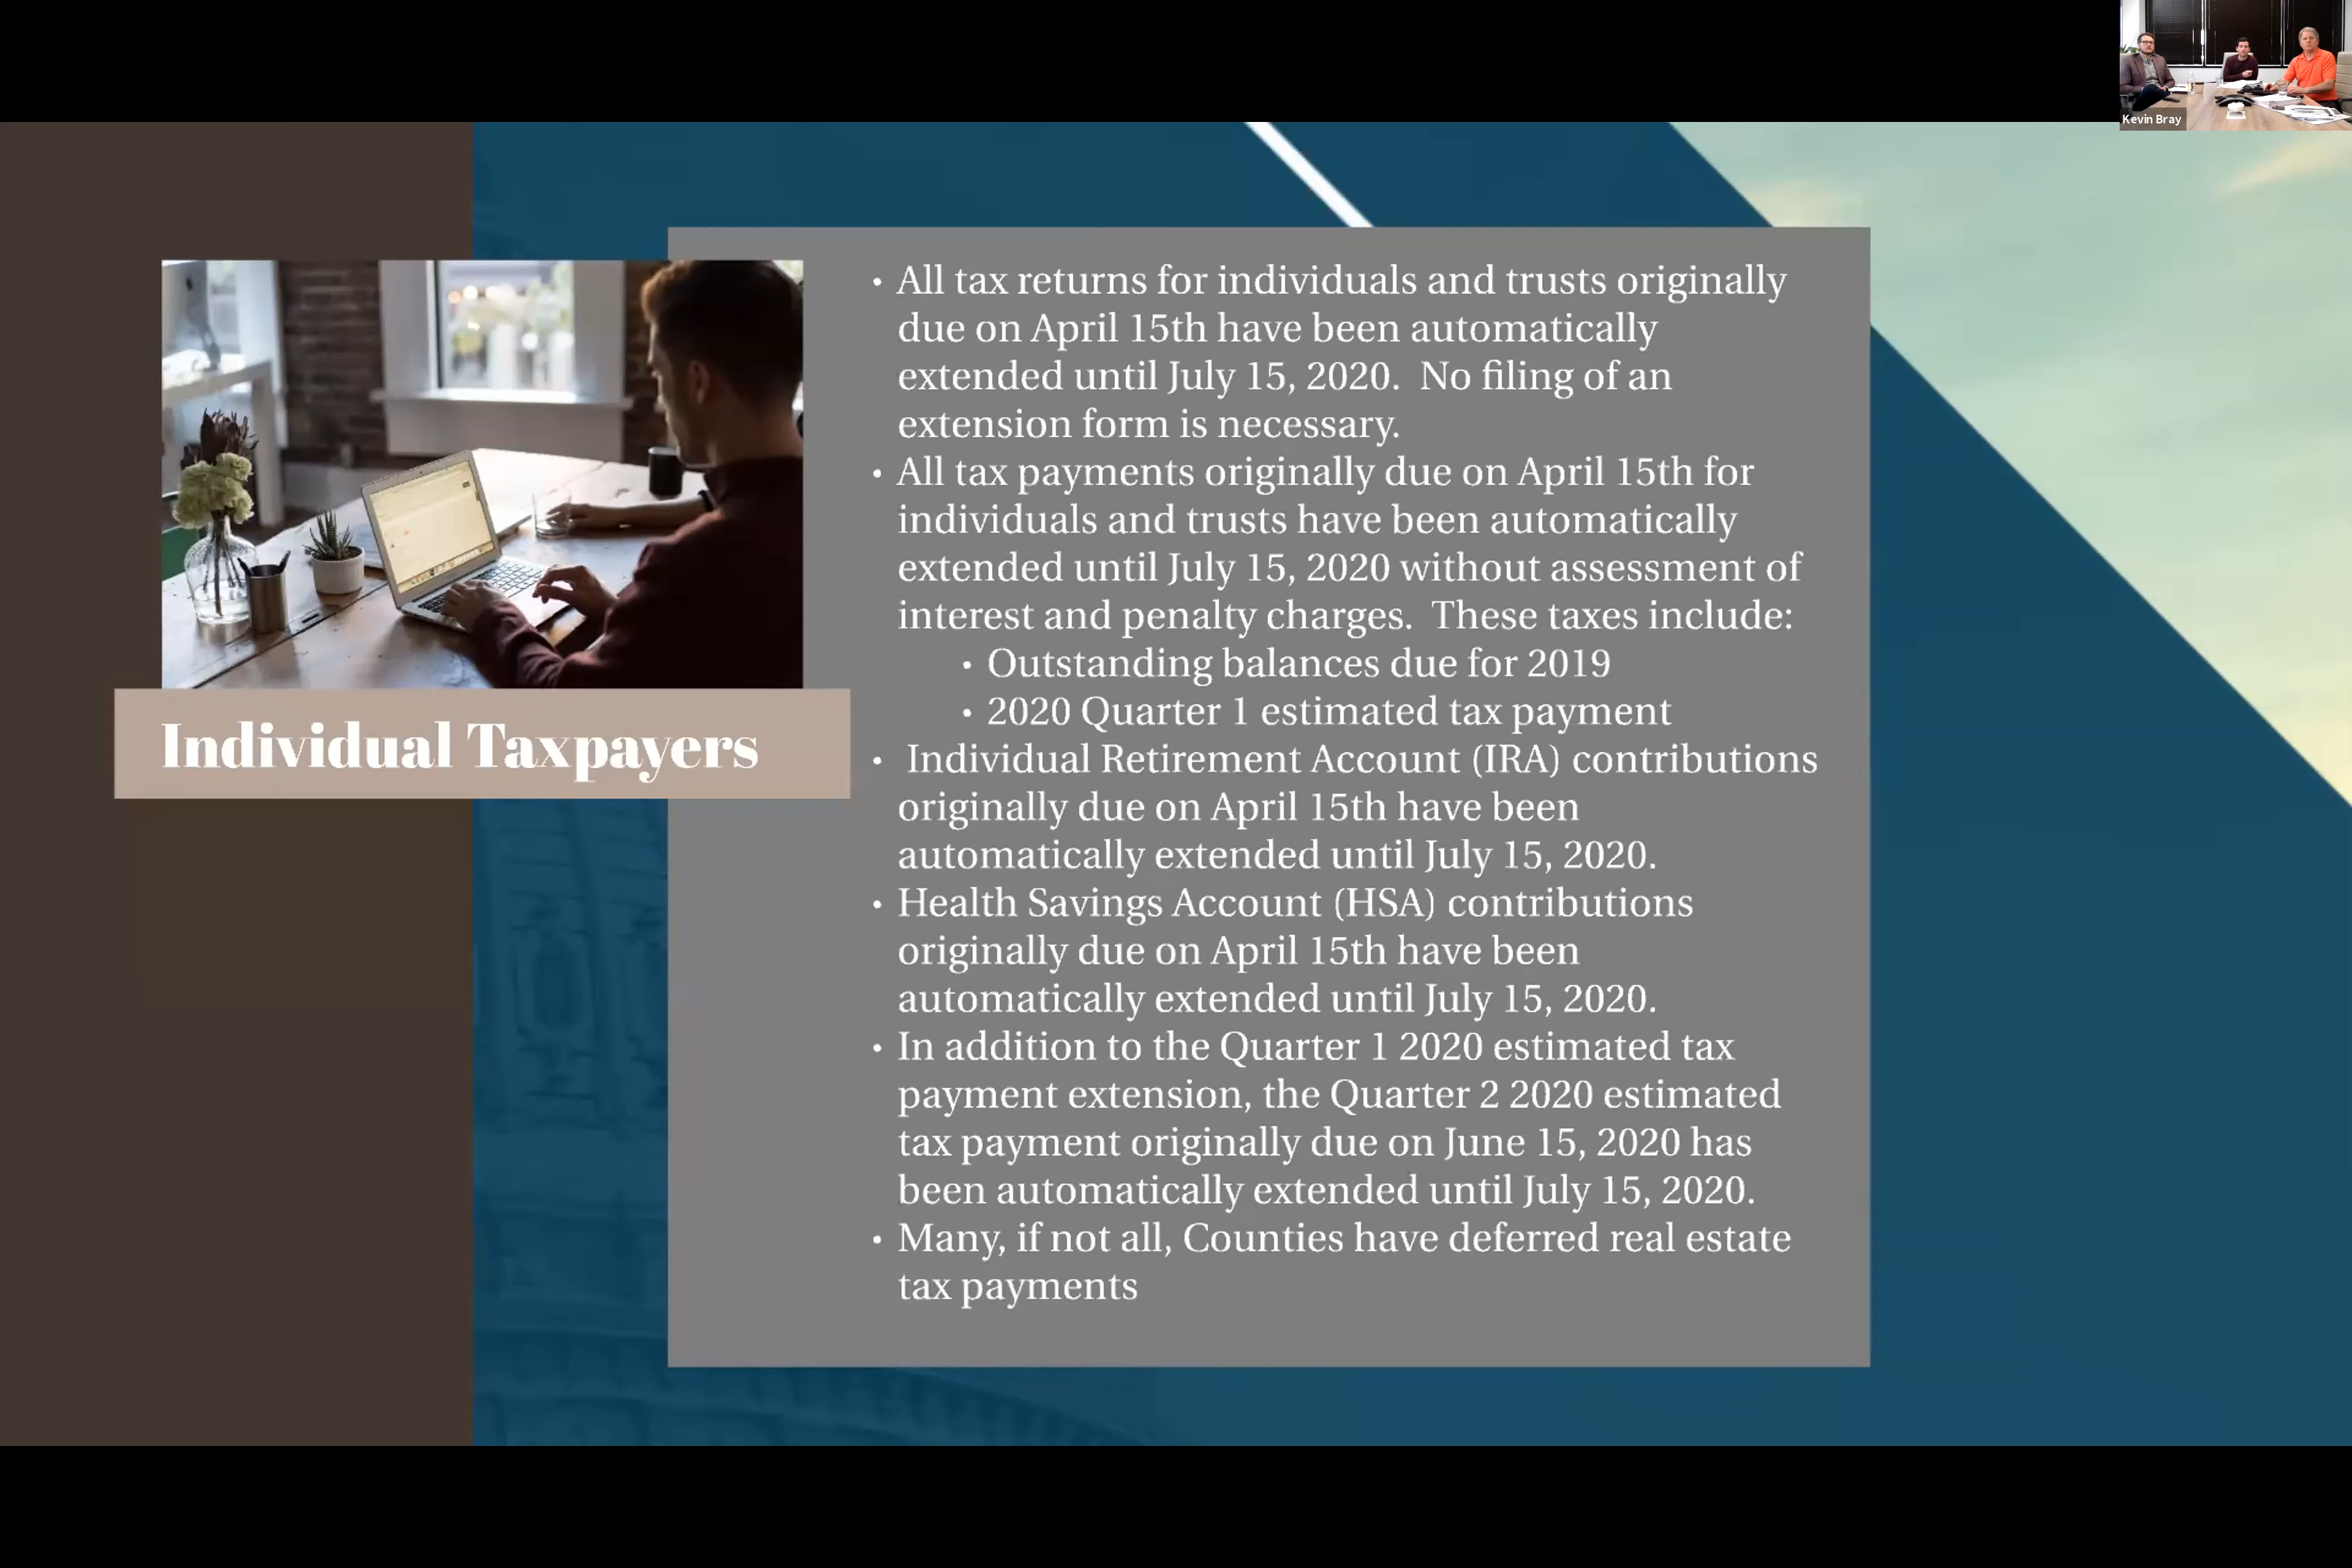 Kevin Bray
Individual Taxpayers
• All tax returns for individuals and trusts originally
due on April 15th have been automatically
extended until July 15, 2020.  No filing of an
extension form is necessary.
• All tax payments originally due on April 15th for
individuals and trusts have been automatically
extended until July 15, 2020 without assessment of
interest and penalty charges.  These taxes include:
• Outstanding balances due for 2019
• 2020 Quarter 1 estimated tax payment
• Individual Retirement Account (IRA) contributions
originally due on April 15th have been
automatically extended until July 15, 2020.
• Health Savings Account (HSA) contributions
originally due on April 15th have been
automatically extended until July 15, 2020.
• In addition to the Quarter 1 2020 estimated tax
payment extension, the Quarter 2 2020 estimated
tax payment originally due on June 15, 2020 has
been automatically extended until July 15, 2020.
• Many, if not all, Counties have deferred real estate
tax payments